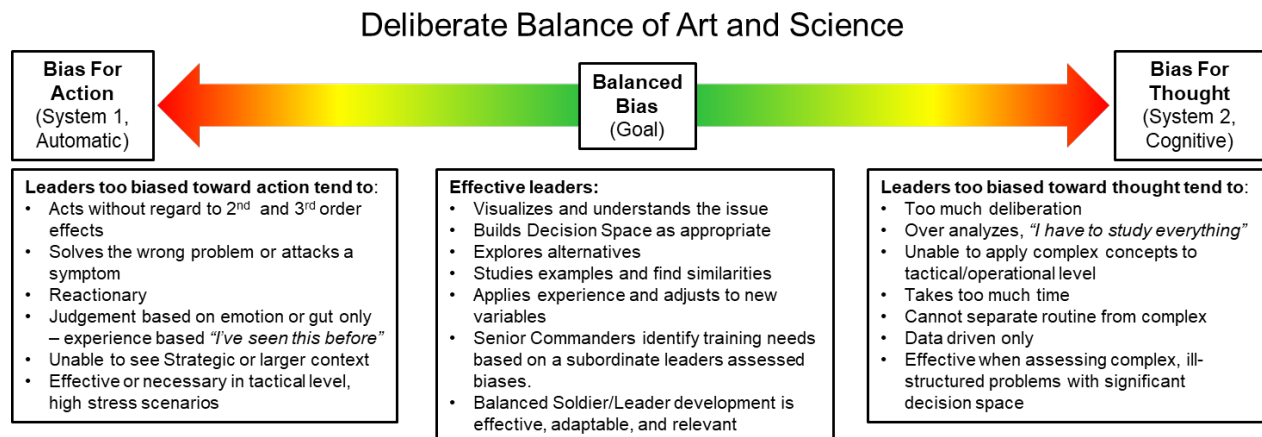 Deliberate Balance of Art and Science
Bias For
Action
(System 1,
Automatic)
Balanced
Bias
(Goal)
Bias For
Thought
(System 2,
Cognitive)
Leaders too biased toward action tend to:
• Acts without regard to 2nd and 3rd order
effects
• Solves the wrong problem or attacks a
symptom
• Reactionary
• Judgement based on emotion or gut only
– experience based "I've seen this before"
• Unable to see Strategic or larger context
• Effective or necessary in tactical level,
high stress scenarios
Effective leaders:
• Visualizes and understands the issue
• Builds Decision Space as appropriate
• Explores alternatives
• Studies examples and find similarities
• Applies experience and adjusts to new
variables
• Senior Commanders identify training needs
based on a subordinate leaders assessed
biases.
• Balanced Soldier/Leader development is
effective, adaptable, and relevant
Leaders too biased toward thought tend to:
• Too much deliberation
• Over analyzes, "I have to study everything"
• Unable to apply complex concepts to
tactical/operational level
• Takes too much time
• Cannot separate routine from complex
• Data driven only
• Effective when assessing complex, ill-
structured problems with significant
decision space